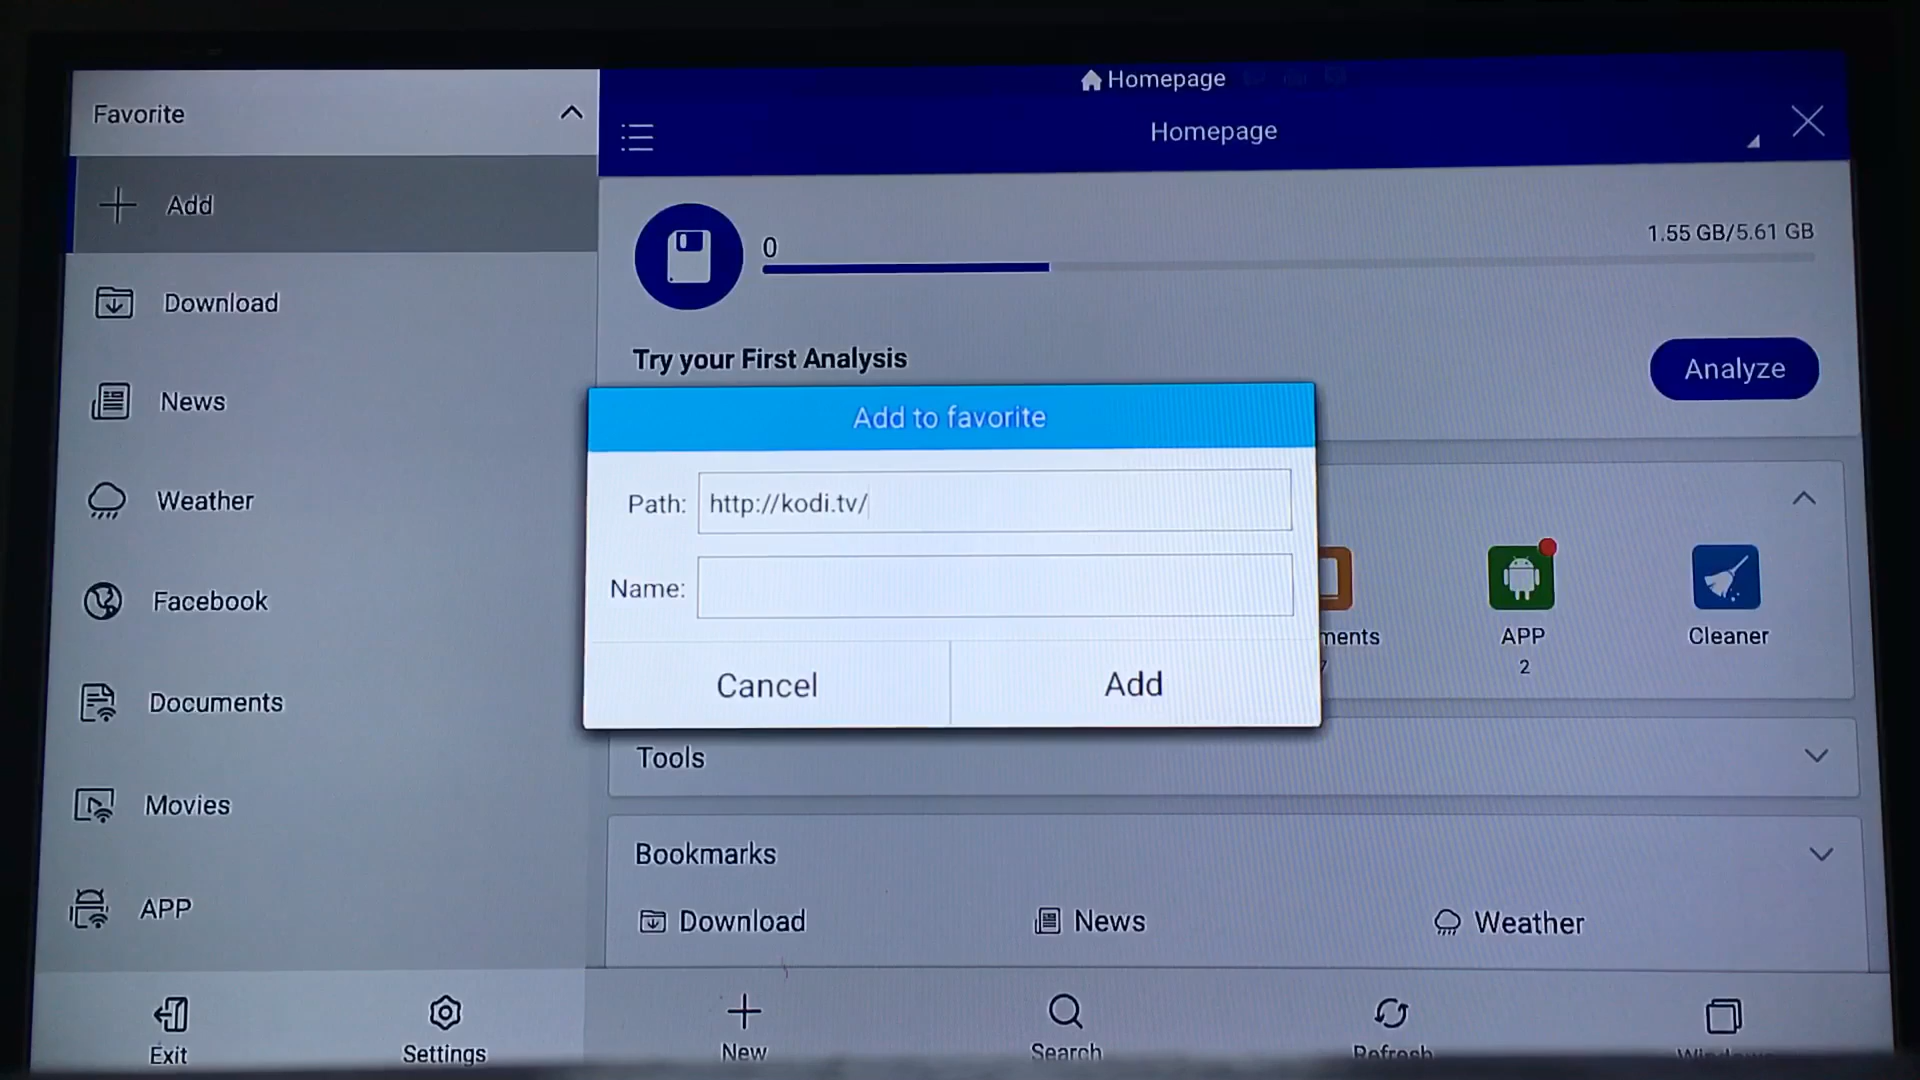 Favorite
Add
Download
News
Weather
Facebook
Documents
Movies
APP
Exit
Settings
Homepage
Homepage
0
1.55 GB/5.61 GB
Try your First Analysis
Analyze
Add to favorite
Path: http://kodi.tv/
Name:
Cancel
Add
ments
7
APP
2
Cleaner
Tools
Bookmarks
Download
News
Weather
New
Search
Refresh